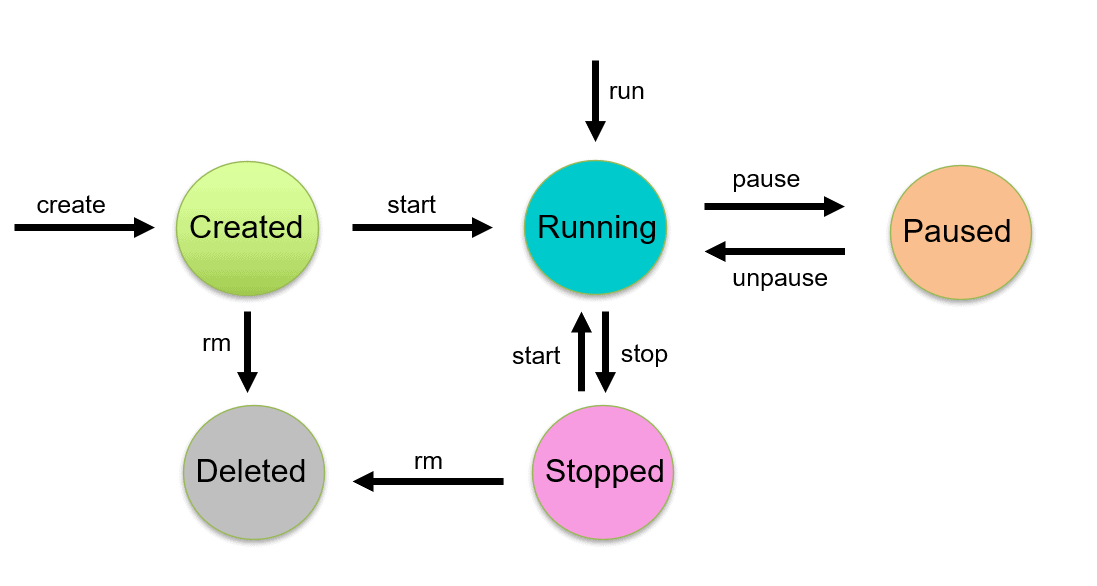 run
create
Created
start
Running
pause
unpause
Paused
rm
start
stop
Deleted
rm
Stopped